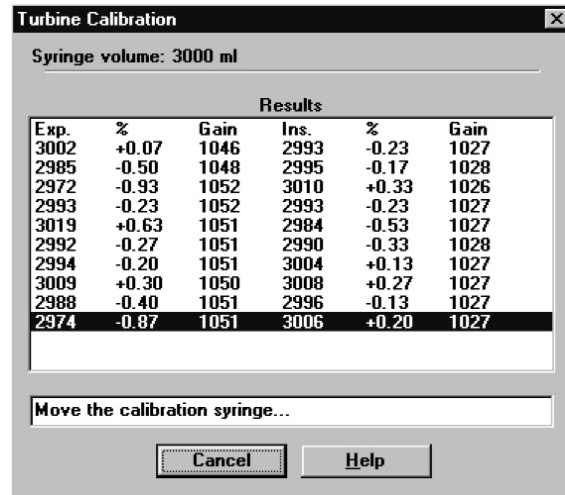 Turbine Calibration
Syringe volume: 3000 ml
Results
Exp. % Gain Ins. % Gain
3002 +0.07 1046 2993 -0.23 1027
2985 -0.50 1048 2995 -0.17 1028
2972 -0.93 1052 3010 +0.33 1026
2993 -0.23 1052 2993 -0.23 1027
3019 +0.63 1051 2984 -0.53 1027
2992 -0.27 1051 2990 -0.33 1028
2994 -0.20 1051 3004 +0.13 1027
3009 +0.30 1050 3008 +0.27 1027
2988 -0.40 1051 2996 -0.13 1027
2974 -0.87 1051 3006 +0.20 1027
Move the calibration syringe...
Cancel Help